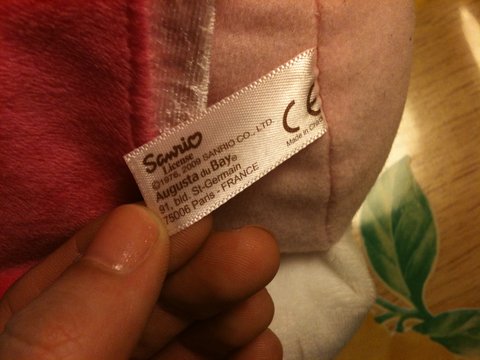 Sanrio
License
©1976, 2009 SANRIO CO., LTD.
Augusta du Bay®
91, bld. St-Germain
75006 Paris - FRANCE
CE
Made in China